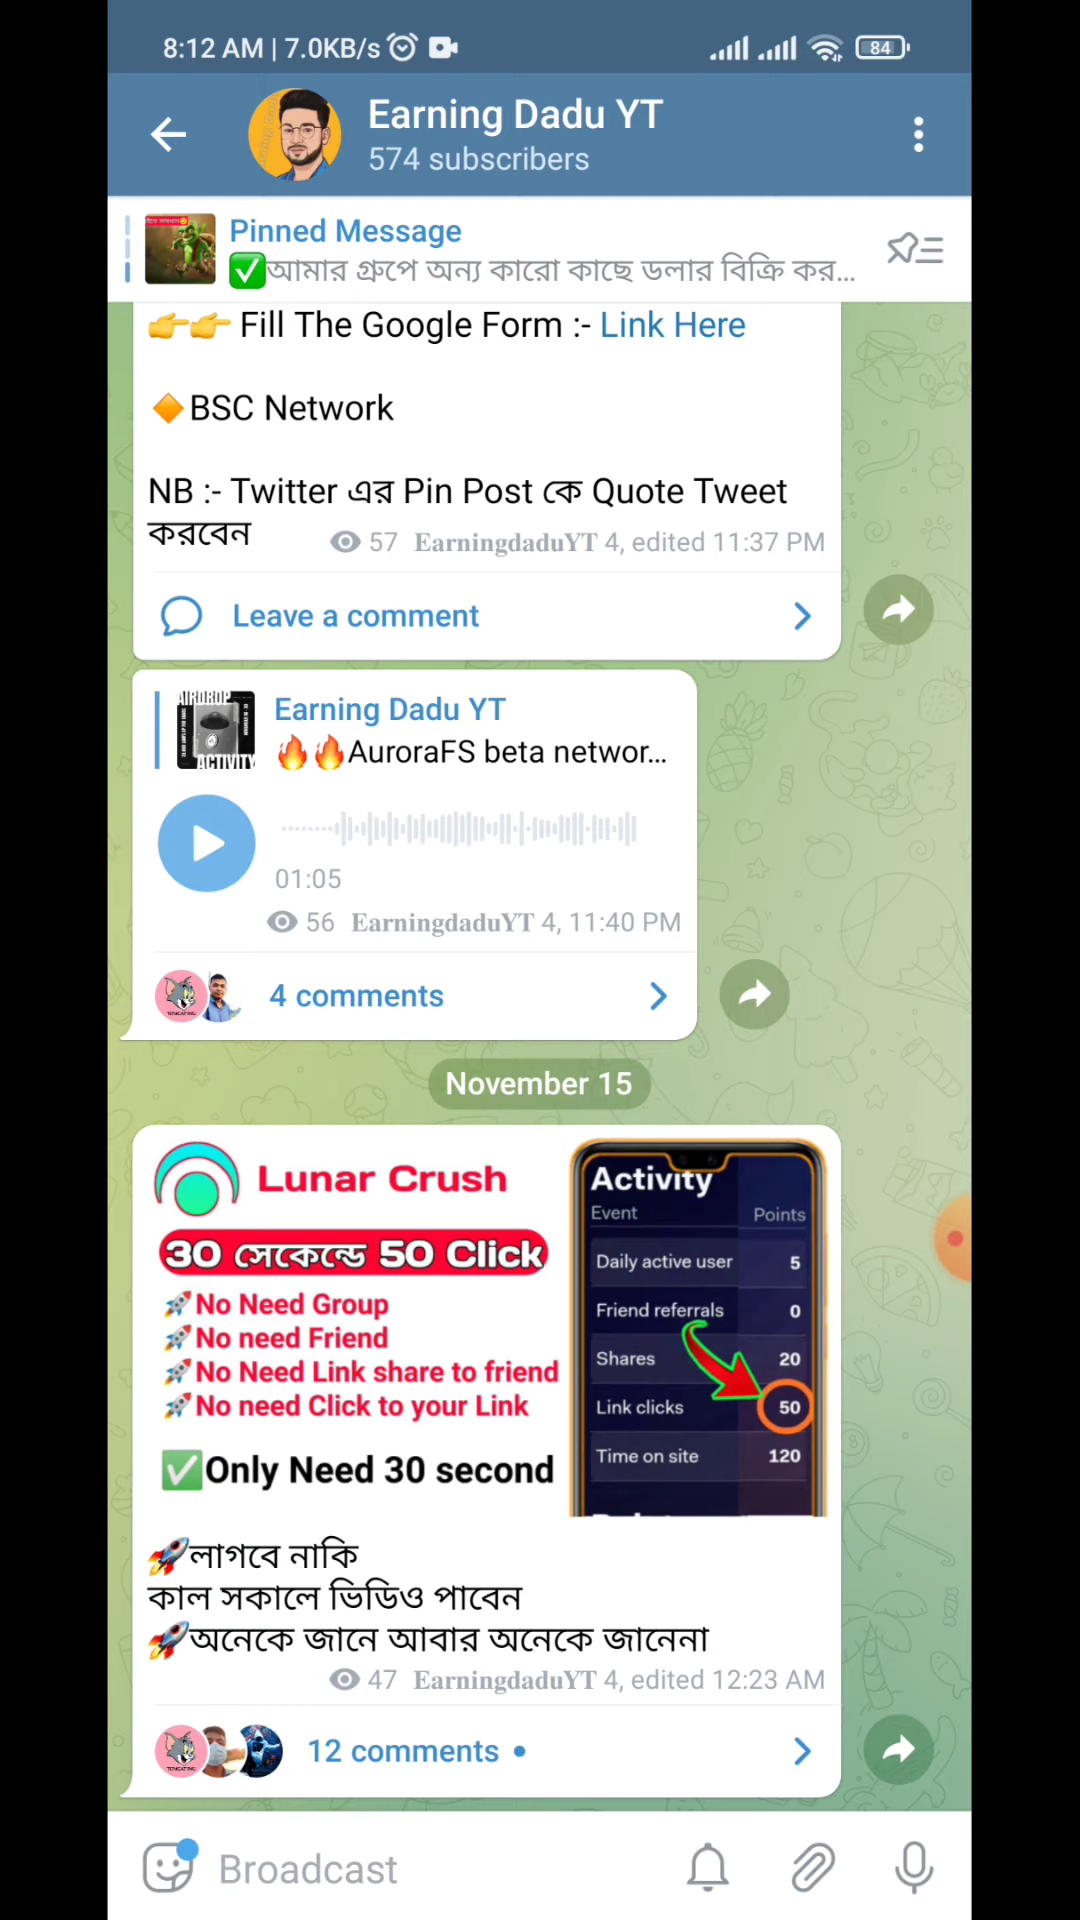 8:12 AM | 7.0KB/s
84
Earning Dadu YT
574 subscribers
Pinned Message
✅আমার গ্রুপে অন্য কারো কাছে ডলার বিক্রি কর...
👉👉 Fill The Google Form :- Link Here
🔶BSC Network
NB :- Twitter এর Pin Post কে Quote Tweet
করবেন
57 EarningdaduYT 4, edited 11:37 PM
Leave a comment
AIRDROP
ACTIVITY
Earning Dadu YT
🔥🔥AuroraFS beta networ...
01:05
56 EarningdaduYT 4, 11:40 PM
4 comments
November 15
Lunar Crush
30 সেকেন্ডে 50 Click
🚀No Need Group
🚀No need Friend
🚀No Need Link share to friend
🚀No need Click to your Link
✅Only Need 30 second
Activity
Event Points
Daily active user 5
Friend referrals 0
Shares 20
Link clicks 50
Time on site 120
🚀লাগবে নাকি
কাল সকালে ভিডিও পাবেন
🚀অনেকে জানে আবার অনেকে জানেনা
47 EarningdaduYT 4, edited 12:23 AM
12 comments
Broadcast